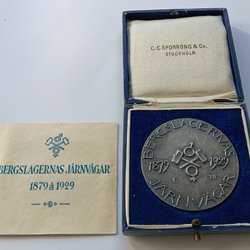 C.C. SPORRONG & Co.
STOCKHOLM
BERGSLAGERNAS JÄRNVÄGAR
1879 1929
BERGSLAGERNAS
1879 1929
JÄRNVÄGAR